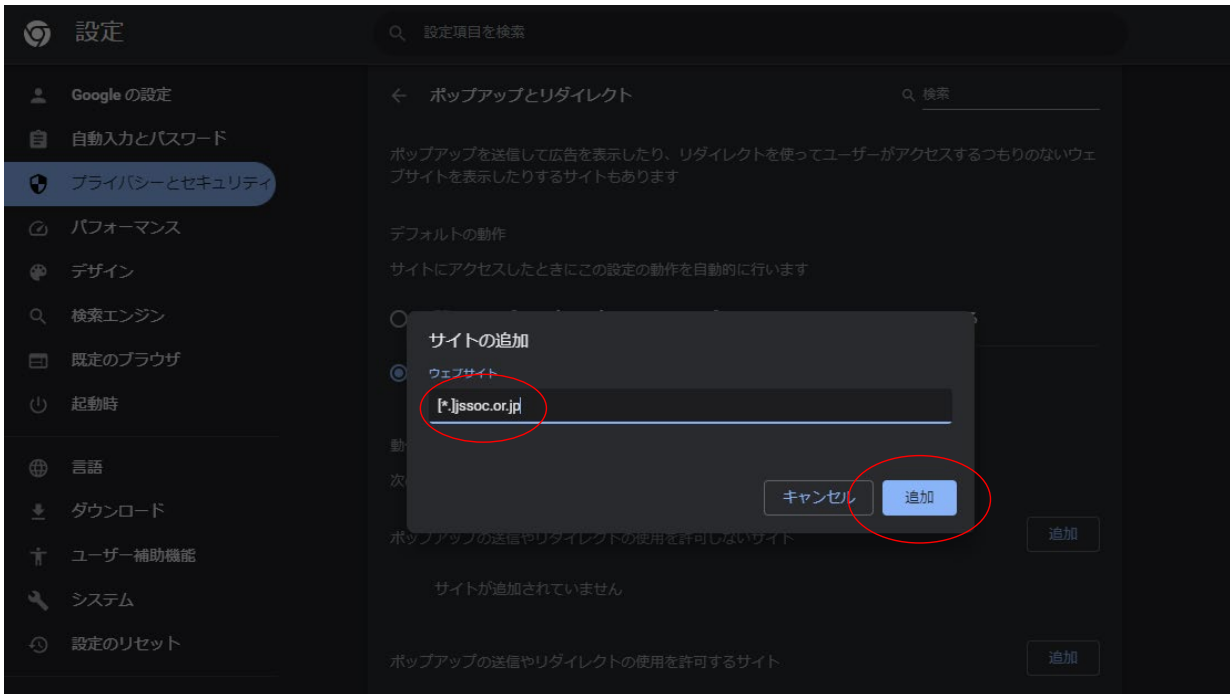 設定
設定項目を検索
Google の設定
自動入力とパスワード
プライバシーとセキュリティ
パフォーマンス
デザイン
検索エンジン
既定のブラウザ
起動時
言語
ダウンロード
ユーザー補助機能
システム
設定のリセット
ポップアップとリダイレクト
検索
ポップアップを送信して広告を表示したり、リダイレクトを使ってユーザーがアクセスするつもりのないウェ
ブサイトを表示したりするサイトもあります
デフォルトの動作
サイトにアクセスしたときにこの設定の動作を自動的に行います
サイトの追加
ウェブサイト
[*.]jssoc.or.jp
キャンセル
追加
ポップアップの送信やリダイレクトの使用を許可しないサイト
追加
サイトが追加されていません
ポップアップの送信やリダイレクトの使用を許可するサイト
追加